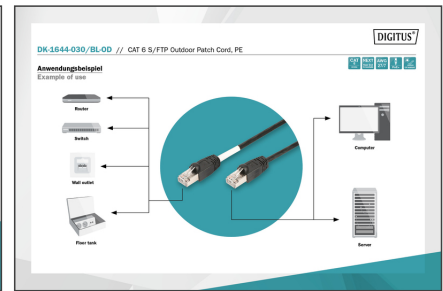 DIGITUS®
DK-1644-030/BL-OD // CAT 6 S/FTP Outdoor Patch Cord, PE
Anwendungsbeispiel
Example of use
Router
Switch
Wall outlet
Floor tank
Computer
Server